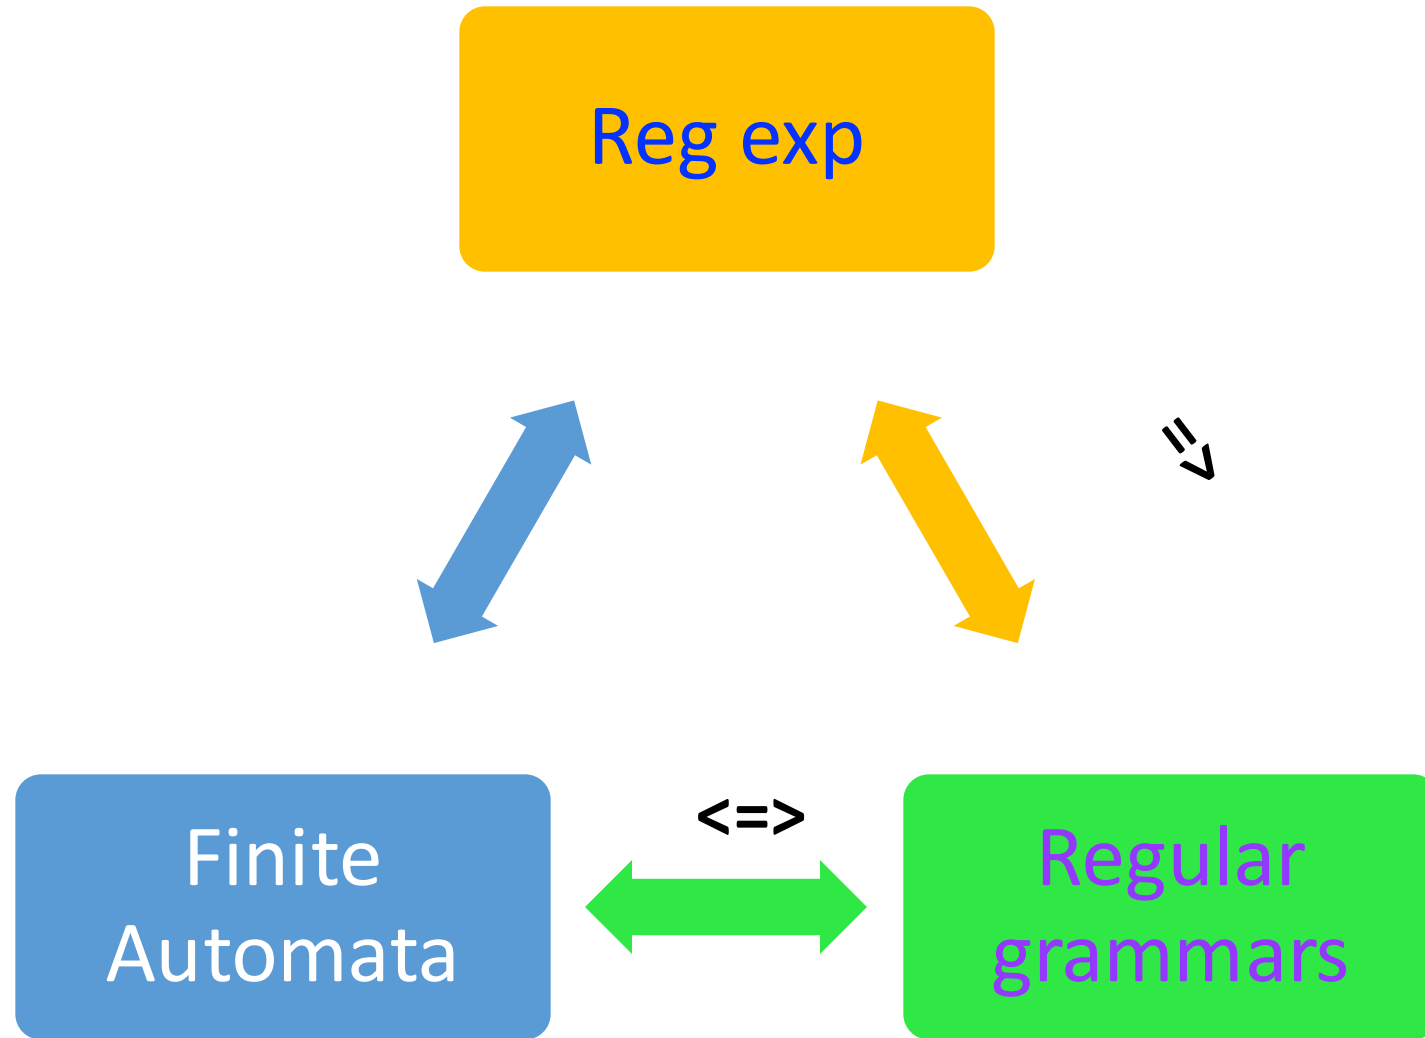 Reg exp
=>
<=>
Finite
Automata
Regular
grammars